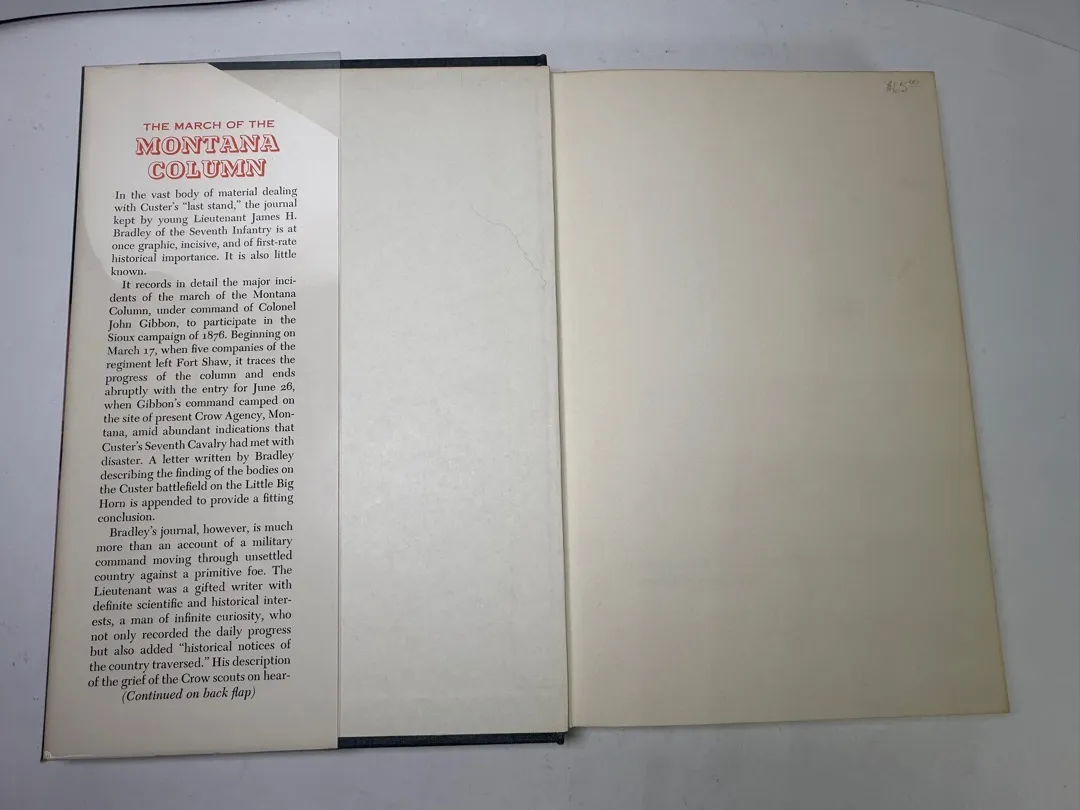 THE MARCH OF THE
MONTANA
COLUMN
In the vast body of material dealing
with Custer's "last stand," the journal
kept by young Lieutenant James H.
Bradley of the Seventh Infantry is at
once graphic, incisive, and of first-rate
historical importance. It is also little
known.
It records in detail the major inci-
dents of the march of the Montana
Column, under command of Colonel
John Gibbon, to participate in the
Sioux campaign of 1876. Beginning on
March 17, when five companies of the
regiment left Fort Shaw, it traces the
progress of the column and ends
abruptly with the entry for June 26,
when Gibbon's command camped on
the site of present Crow Agency, Mon-
tana, amid abundant indications that
Custer's Seventh Cavalry had met with
disaster. A letter written by Bradley
describing the finding of the bodies on
the Custer battlefield on the Little Big
Horn is appended to provide a fitting
conclusion.
Bradley's journal, however, is much
more than an account of a military
command moving through unsettled
country against a primitive foe. The
Lieutenant was a gifted writer with
definite scientific and historical inter-
ests, a man of infinite curiosity, who
not only recorded the daily progress
but also added "historical notices of
the country traversed." His description
of the grief of the Crow scouts on hear-
(Continued on back flap)
$65.00